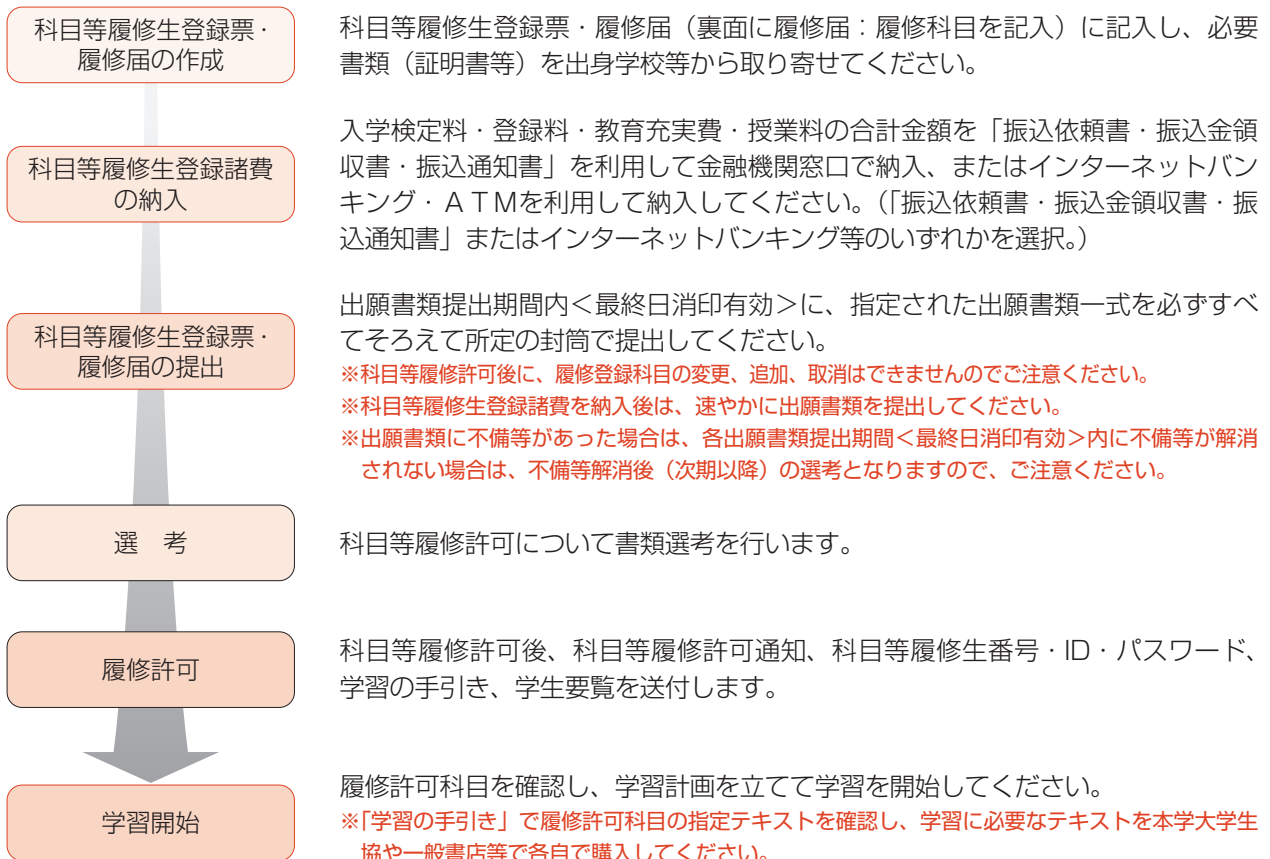 科目等履修生登録票・
履修届の作成
科目等履修生登録票・履修届（裏面に履修届：履修科目を記入）に記入し、必要
書類（証明書等）を出身学校等から取り寄せてください。
科目等履修生登録諸費
の納入
入学検定料・登録料・教育充実費・授業料の合計金額を「振込依頼書・振込金領
収書・振込通知書」を利用して金融機関窓口で納入、またはインターネットバン
キング・ＡＴＭを利用して納入してください。（「振込依頼書・振込金領収書・振
込通知書」またはインターネットバンキング等のいずれかを選択。）
科目等履修生登録票・
履修届の提出
出願書類提出期間内＜最終日消印有効＞に、指定された出願書類一式を必ずすべ
てそろえて所定の封筒で提出してください。
※科目等履修許可後に、履修登録科目の変更、追加、取消はできませんのでご注意ください。
※科目等履修生登録諸費を納入後は、速やかに出願書類を提出してください。
※出願書類に不備等があった場合は、各出願書類提出期間＜最終日消印有効＞内に不備等が解消
されない場合は、不備等解消後（次期以降）の選考となりますので、ご注意ください。
選　考
科目等履修許可について書類選考を行います。
履修許可
科目等履修許可後、科目等履修許可通知、科目等履修生番号・ID・パスワード、
学習の手引き、学生要覧を送付します。
学習開始
履修許可科目を確認し、学習計画を立てて学習を開始してください。
※「学習の手引き」で履修許可科目の指定テキストを確認し、学習に必要なテキストを本学大学生
協や一般書店等で各自で購入してください。